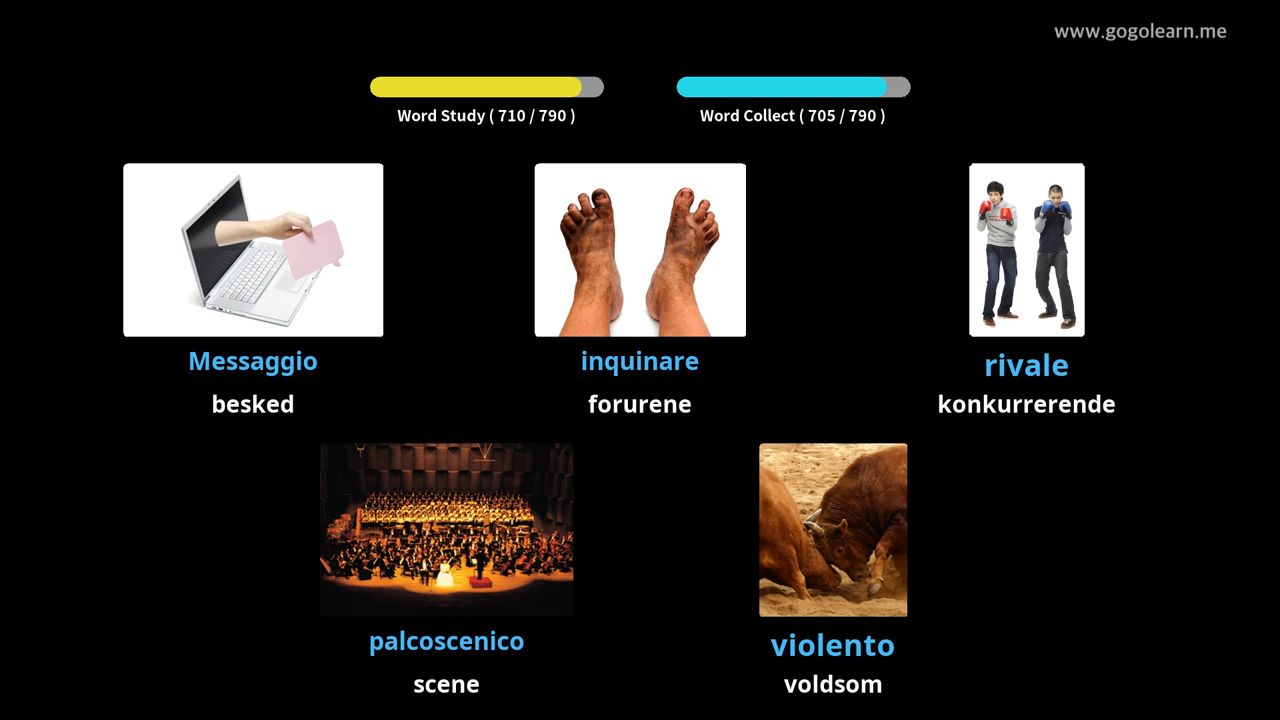 www.gogolearn.me
Word Study ( 710 / 790 )
Word Collect ( 705 / 790 )
Messaggio
besked
inquinare
forurene
rivale
konkurrerende
palcoscenico
scene
violento
voldsom